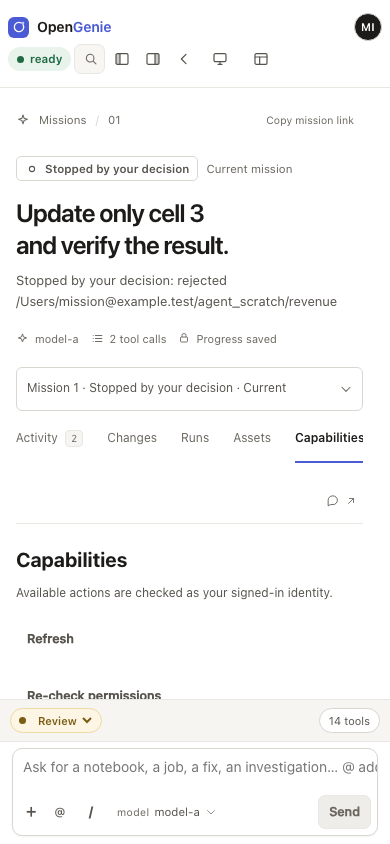 OpenGenie
MI
ready
Missions / 01
Copy mission link
Stopped by your decision
Current mission
Update only cell 3
and verify the result.
Stopped by your decision: rejected
/Users/mission@example.test/agent_scratch/revenue
model-a
2 tool calls
Progress saved
Mission 1 · Stopped by your decision · Current
Activity 2 Changes Runs Assets Capabilities
Capabilities
Available actions are checked as your signed-in identity.
Refresh
Re-check permissions
Review
14 tools
Ask for a notebook, a job, a fix, an investigation... @ add
+ @ / model model-a
Send